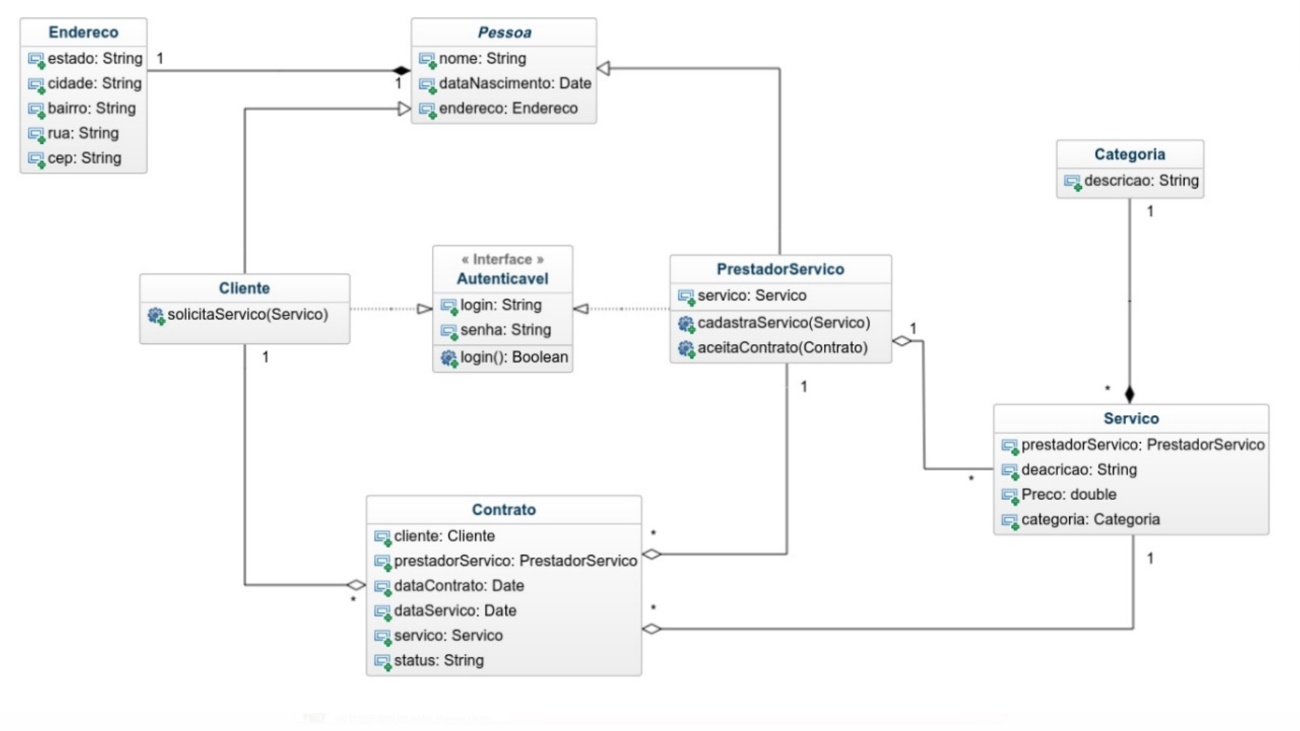 Endereco
estado: String
cidade: String
bairro: String
rua: String
cep: String
1
1
Pessoa
nome: String
dataNascimento: Date
endereco: Endereco
Categoria
descricao: String
1
*
Cliente
solicitaServico(Servico)
1
« Interface »
Autenticavel
login: String
senha: String
login(): Boolean
PrestadorServico
servico: Servico
cadastraServico(Servico)
aceitaContrato(Contrato)
1
1
*
Servico
prestadorServico: PrestadorServico
deacricao: String
Preco: double
categoria: Categoria
1
Contrato
cliente: Cliente
prestadorServico: PrestadorServico
dataContrato: Date
dataServico: Date
servico: Servico
status: String
*
*
*